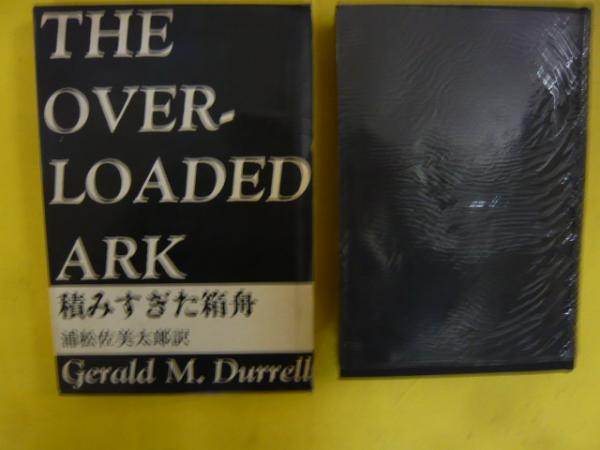 THE
OVER-
LOADED
ARK
積みすぎた箱舟
浦松佐美太郎訳
Gerald M. Durrell